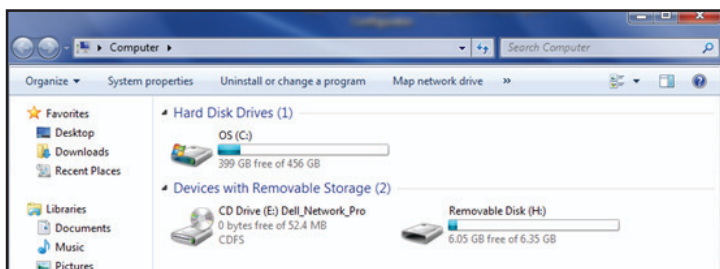 Computer
Search Computer
Organize
System properties
Uninstall or change a program
Map network drive
»
Favorites
Desktop
Downloads
Recent Places
Libraries
Documents
Music
Pictures
Hard Disk Drives (1)
OS (C:)
399 GB free of 456 GB
Devices with Removable Storage (2)
CD Drive (E:) Dell_Network_Pro
0 bytes free of 52.4 MB
CDFS
Removable Disk (H:)
6.05 GB free of 6.35 GB